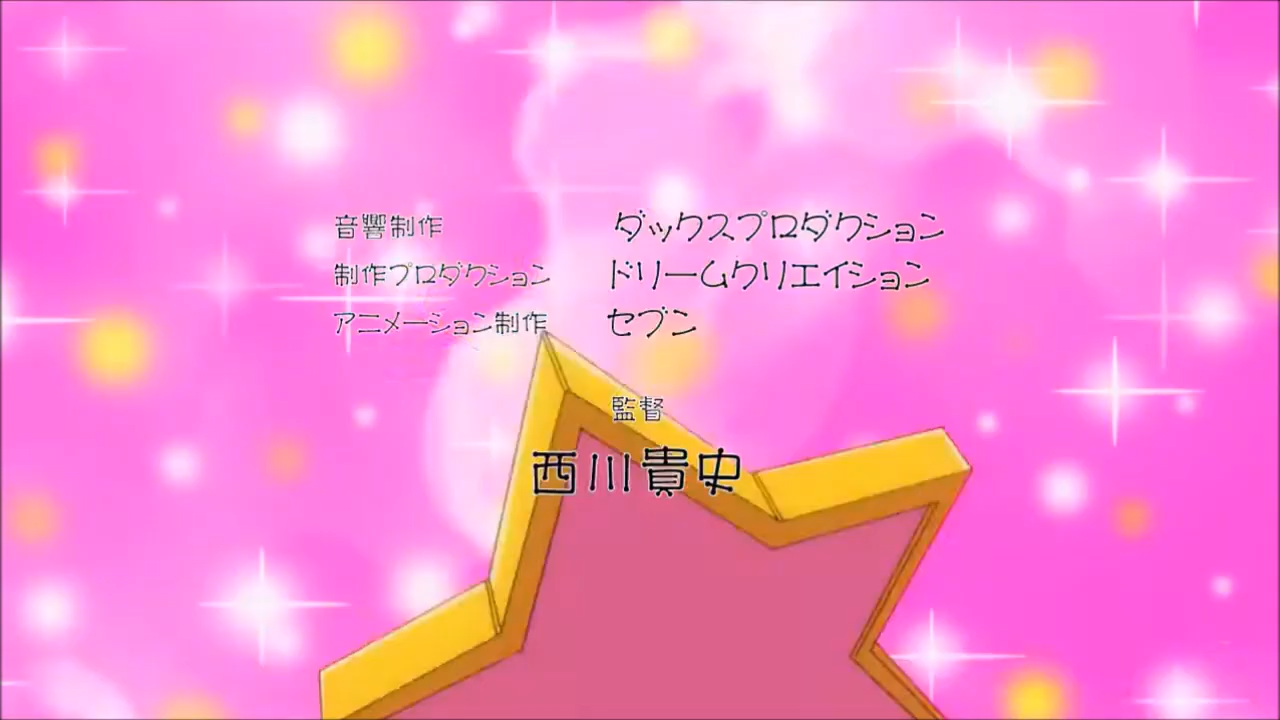 音響制作 ダックスプロダクション
制作プロダクション ドリームクリエイション
アニメーション制作 セブン
監督
西川貴史